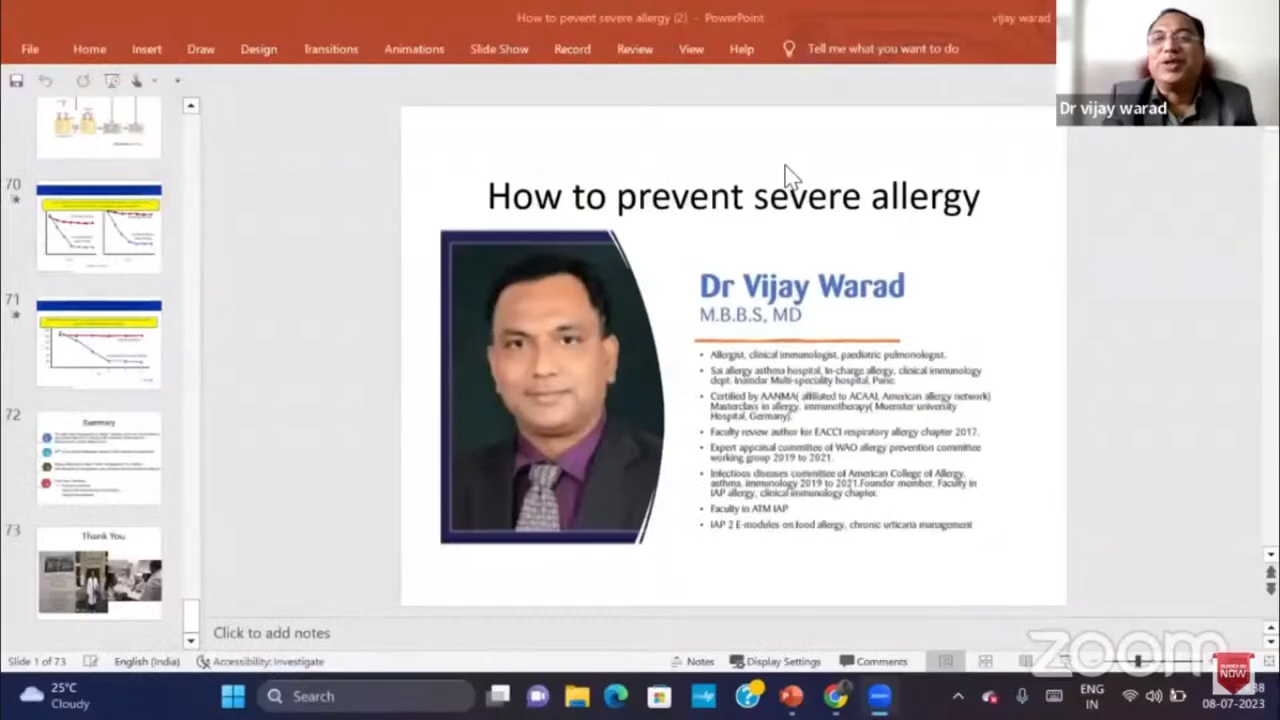 How to pevent severe allergy (2) - PowerPoint
vijay warad
File Home Insert Draw Design Transitions Animations Slide Show Record Review View Help Tell me what you want to do
Dr vijay warad
70
71
72
Summary
73
Thank You
How to prevent severe allergy
Dr Vijay Warad
M.B.B.S, MD
• Allergist, clinical immunologist, paediatric pulmonologist.
• Sai allergy asthma hospital, In-charge allergy, clinical immunology
dept. Inamdar Multi-speciality hospital, Pune.
• Certified by AANMA( affiliated to ACAAI, American allergy network)
Masterclass in allergy, immunotherapy( Muenster university
Hospital, Germany).
• Faculty review author for EACCI respiratory allergy chapter 2017.
• Expert appraisal committee of WAO allergy prevention committee
working group 2019 to 2021.
• Infectious diseases committee of American College of Allergy,
asthma, immunology 2019 to 2021.Founder member, Faculty in
IAP allergy, clinical immunology chapter.
• Faculty in ATM IAP
• IAP 2 E-modules on food allergy, chronic urticaria management
Click to add notes
zoom
Slide 1 of 73 English (India) Accessibility: Investigate Notes Display Settings Comments
NOW
25°C
Cloudy
Search
ENG
IN
38
08-07-2023